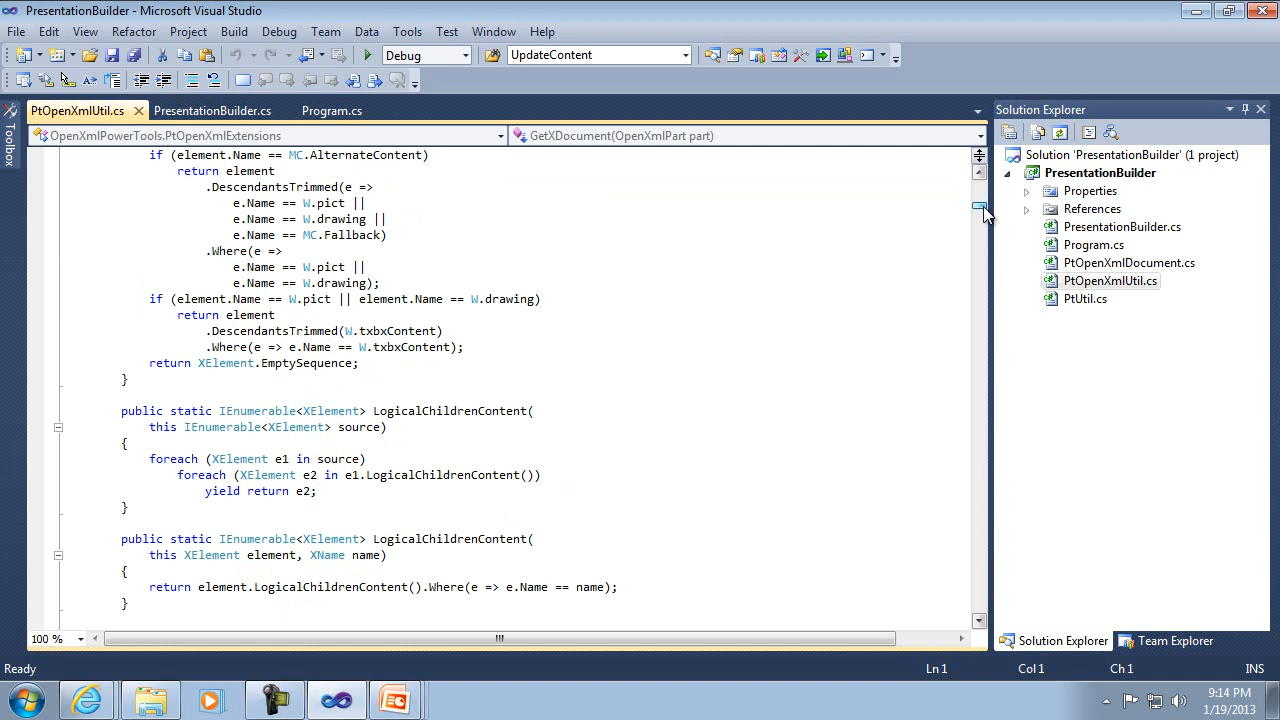 PresentationBuilder - Microsoft Visual Studio
File Edit View Refactor Project Build Debug Team Data Tools Test Window Help
Debug UpdateContent
PtOpenXmlUtil.cs PresentationBuilder.cs Program.cs
OpenXmlPowerTools.PtOpenXmlExtensions GetXDocument(OpenXmlPart part)
Toolbox
if (element.Name == MC.AlternateContent)
return element
.DescendantsTrimmed(e =>
e.Name == W.pict ||
e.Name == W.drawing ||
e.Name == MC.Fallback)
.Where(e =>
e.Name == W.pict ||
e.Name == W.drawing);
if (element.Name == W.pict || element.Name == W.drawing)
return element
.DescendantsTrimmed(W.txbxContent)
.Where(e => e.Name == W.txbxContent);
return XElement.EmptySequence;
}
public static IEnumerable<XElement> LogicalChildrenContent(
this IEnumerable<XElement> source)
{
foreach (XElement e1 in source)
foreach (XElement e2 in e1.LogicalChildrenContent())
yield return e2;
}
public static IEnumerable<XElement> LogicalChildrenContent(
this XElement element, XName name)
{
return element.LogicalChildrenContent().Where(e => e.Name == name);
}
100 %
Solution Explorer
Solution 'PresentationBuilder' (1 project)
PresentationBuilder
Properties
References
PresentationBuilder.cs
Program.cs
PtOpenXmlDocument.cs
PtOpenXmlUtil.cs
PtUtil.cs
Solution Explorer Team Explorer
Ready Ln 1 Col 1 Ch 1 INS
9:14 PM
1/19/2013